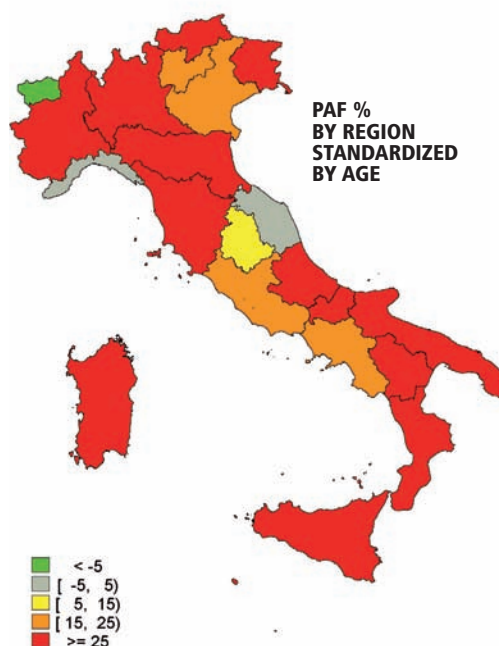 PAF %
BY REGION
STANDARDIZED
BY AGE
< -5
[ -5, 5)
[ 5, 15)
[ 15, 25)
>= 25